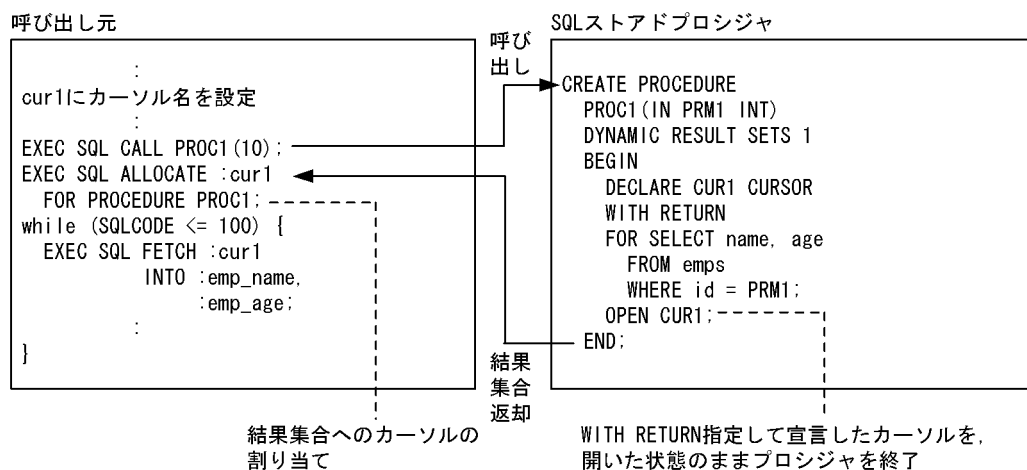 呼び出し元
:
cur1にカーソル名を設定
:
EXEC SQL CALL PROC1(10);
EXEC SQL ALLOCATE :cur1
FOR PROCEDURE PROC1;
while (SQLCODE <= 100) {
EXEC SQL FETCH :cur1
INTO :emp_name,
:emp_age;
:
}
呼び
出し
結果
集合
返却
SQLストアドプロシジャ
CREATE PROCEDURE
PROC1(IN PRM1 INT)
DYNAMIC RESULT SETS 1
BEGIN
DECLARE CUR1 CURSOR
WITH RETURN
FOR SELECT name, age
FROM emps
WHERE id = PRM1;
OPEN CUR1;
END;
結果集合へのカーソルの
割り当て
WITH RETURN指定して宣言したカーソルを,
開いた状態のままプロシジャを終了